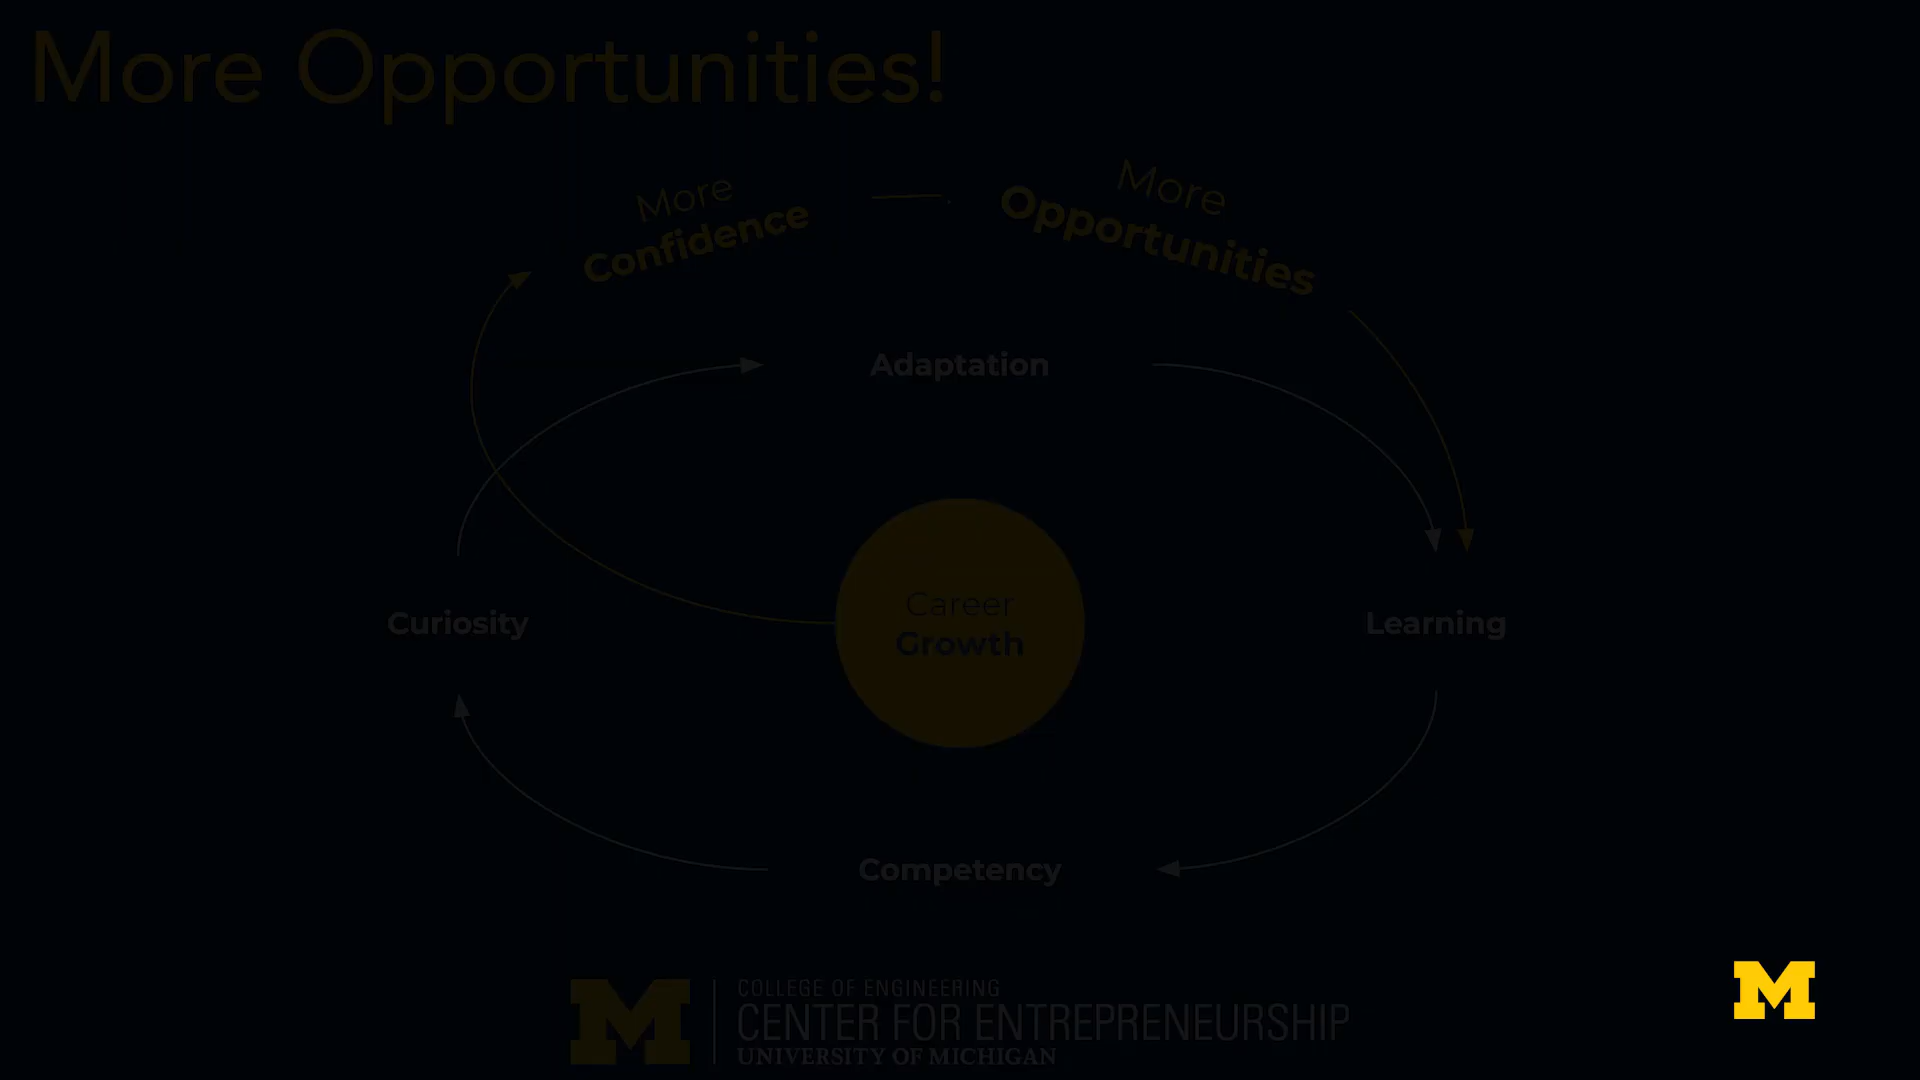 More Opportunities!
More
Confidence
More
Opportunities
Adaptation
Curiosity
Career
Growth
Learning
Competency
M
COLLEGE OF ENGINEERING
CENTER FOR ENTREPRENEURSHIP
UNIVERSITY OF MICHIGAN
M